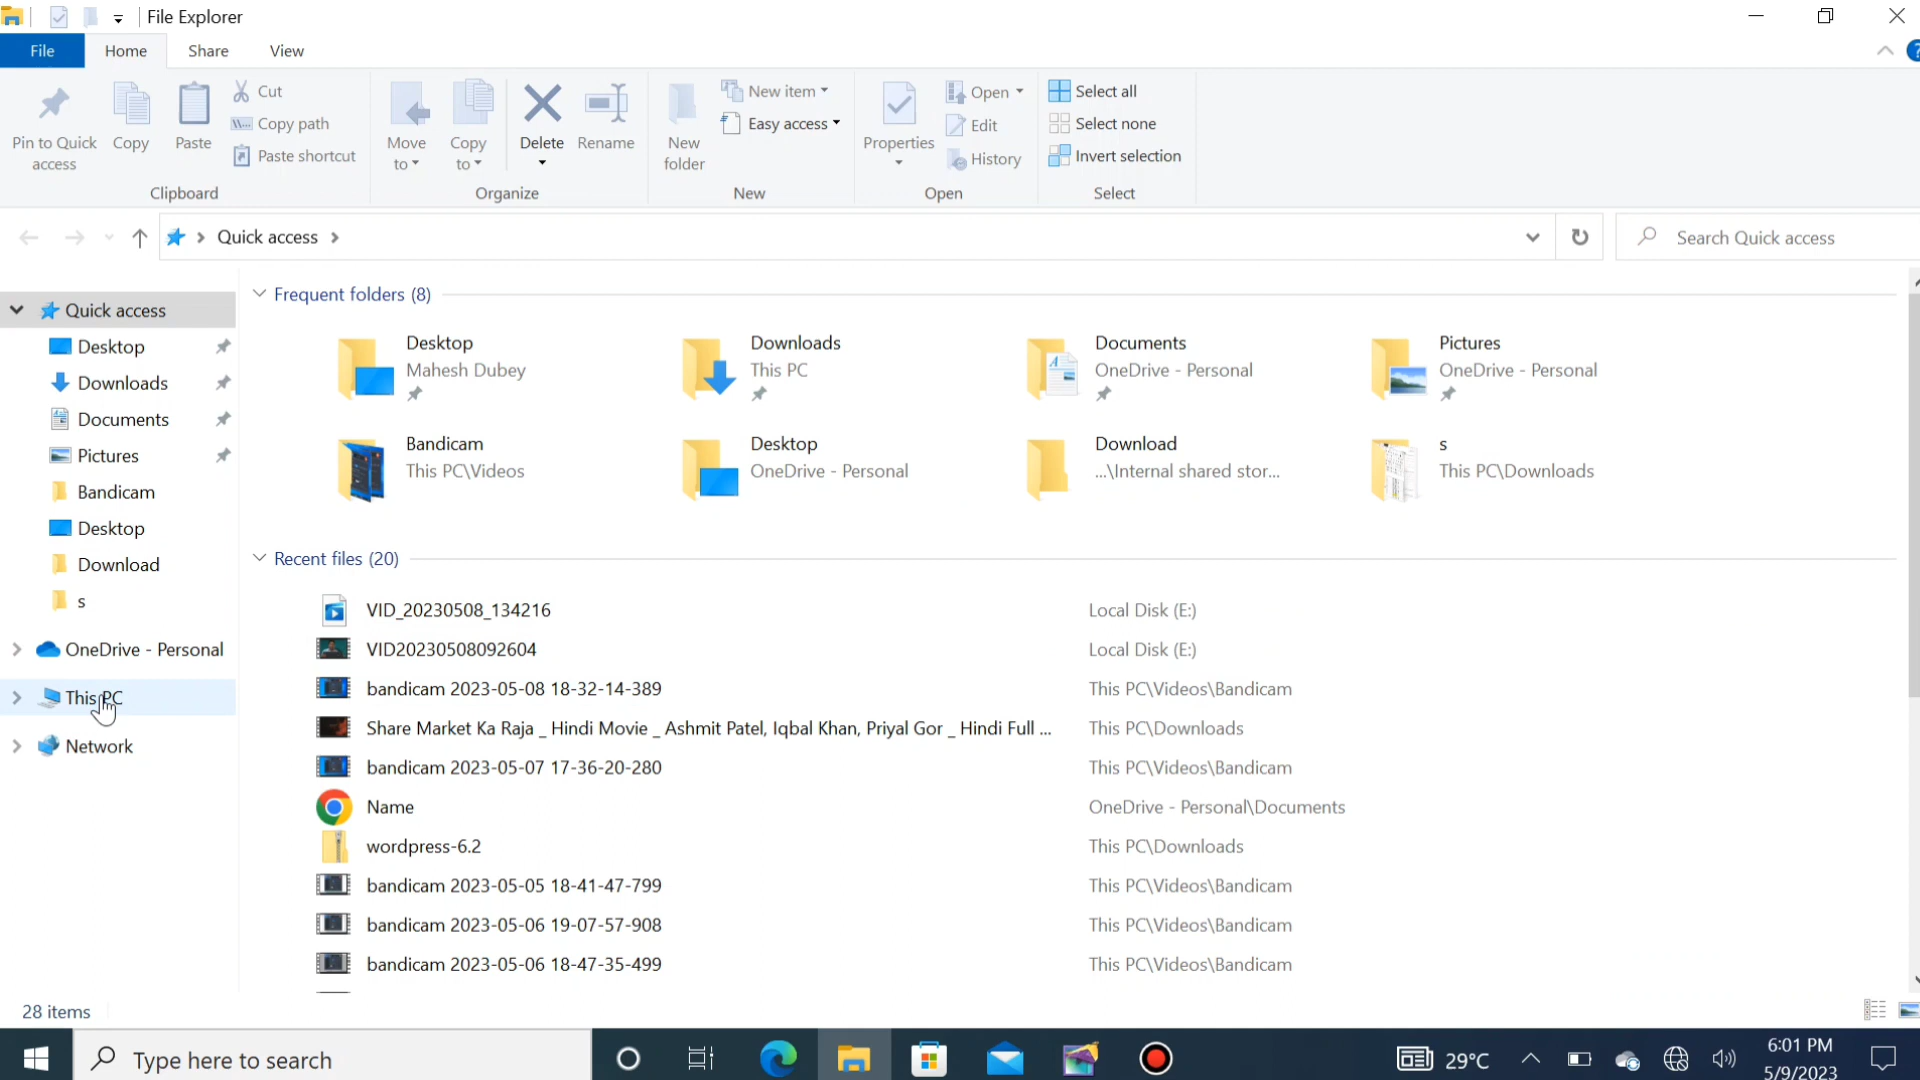 File Explorer
File Home Share View
Pin to Quick access
Copy
Paste
Cut
Copy path
Paste shortcut
Clipboard
Move to
Copy to
Delete
Rename
Organize
New folder
New item
Easy access
New
Properties
Open
Edit
History
Open
Select all
Select none
Invert selection
Select
Quick access
Search Quick access
Quick access
Desktop
Downloads
Documents
Pictures
Bandicam
Desktop
Download
s
OneDrive - Personal
This PC
Network
Frequent folders (8)
Desktop
Mahesh Dubey
Downloads
This PC
Documents
OneDrive - Personal
Pictures
OneDrive - Personal
Bandicam
This PC\Videos
Desktop
OneDrive - Personal
Download
...\Internal shared stor...
s
This PC\Downloads
Recent files (20)
VID_20230508_134216 Local Disk (E:)
VID20230508092604 Local Disk (E:)
bandicam 2023-05-08 18-32-14-389 This PC\Videos\Bandicam
Share Market Ka Raja _ Hindi Movie _ Ashmit Patel, Iqbal Khan, Priyal Gor _ Hindi Full ... This PC\Downloads
bandicam 2023-05-07 17-36-20-280 This PC\Videos\Bandicam
Name OneDrive - Personal\Documents
wordpress-6.2 This PC\Downloads
bandicam 2023-05-05 18-41-47-799 This PC\Videos\Bandicam
bandicam 2023-05-06 19-07-57-908 This PC\Videos\Bandicam
bandicam 2023-05-06 18-47-35-499 This PC\Videos\Bandicam
28 items
Type here to search
29°C
6:01 PM
5/9/2023